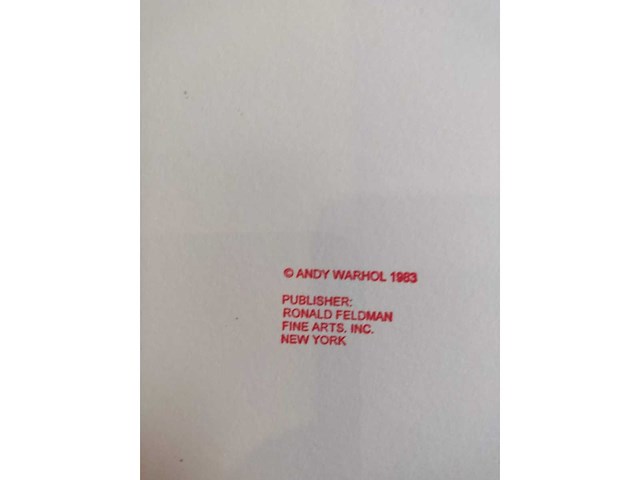 © ANDY WARHOL 1983
PUBLISHER:
RONALD FELDMAN
FINE ARTS, INC.
NEW YORK